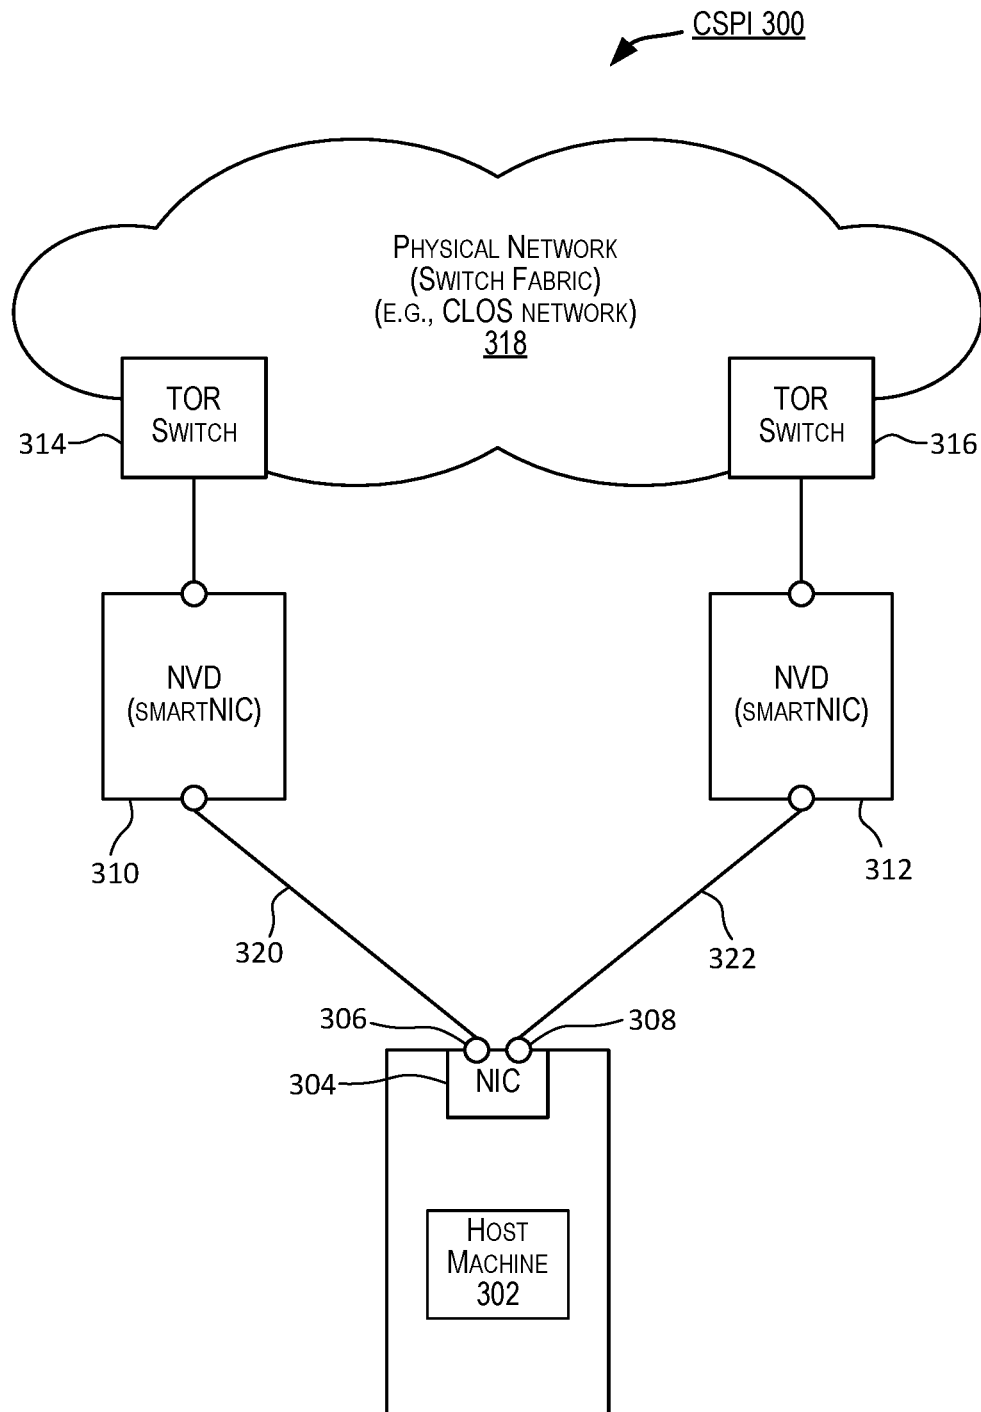 CSPI 300
PHYSICAL NETWORK
(SWITCH FABRIC)
(E.G., CLOS NETWORK)
318
TOR
SWITCH
TOR
SWITCH
314
316
NVD
(SMARTNIC)
NVD
(SMARTNIC)
310
312
320
322
306
308
304
NIC
HOST
MACHINE
302